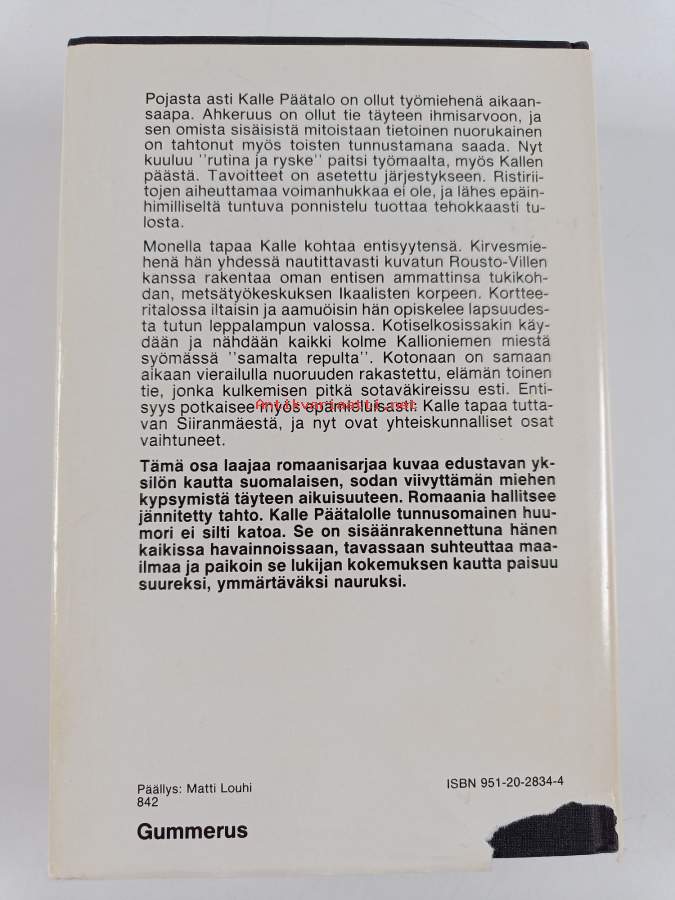 Pojasta asti Kalle Päätalo on ollut työmiehenä aikaan-
saapa. Ahkeruus on ollut tie täyteen ihmisarvoon, ja
sen omista sisäisistä mitoistaan tietoinen nuorukainen
on tahtonut myös toisten tunnustamana saada. Nyt
kuuluu "rutina ja ryske" paitsi työmaalta, myös Kallen
päästä. Tavoitteet on asetettu järjestykseen. Ristirii-
tojen aiheuttamaa voimanhukkaa ei ole, ja lähes epäin-
himilliseltä tuntuva ponnistelu tuottaa tehokkaasti tu-
losta.
Monella tapaa Kalle kohtaa entisyytensä. Kirvesmie-
henä hän yhdessä nautittavasti kuvatun Rousto-Villen
kanssa rakentaa oman entisen ammattinsa tukikoh-
dan, metsätyökeskuksen Ikaalisten korpeen. Korttee-
ritalossa iltaisin ja aamuöisin hän opiskelee lapsuudes-
ta tutun leppalampun valossa. Kotiselkosissakin käy-
dään ja nähdään kaikki kolme Kallioniemen miestä
syömässä "samalta repulta". Kotonaan on samaan
aikaan vierailulla nuoruuden rakastettu, elämän toinen
tie, jonka kulkemisen pitkä sotaväkireissu esti. Enti-
syys potkaisee myös epämieluisasti: Kalle tapaa tutta-
van Siiranmäestä, ja nyt ovat yhteiskunnalliset osat
vaihtuneet.
Antikvariaatti.net
Tämä osa laajaa romaanisarjaa kuvaa edustavan yk-
silön kautta suomalaisen, sodan viivyttämän miehen
kypsymistä täyteen aikuisuuteen. Romaania hallitsee
jännitetty tahto. Kalle Päätalolle tunnusomainen huu-
mori ei silti katoa. Se on sisäänrakennettuna hänen
kaikissa havainnoissaan, tavassaan suhteuttaa maa-
ilmaa ja paikoin se lukijan kokemuksen kautta paisuu
suureksi, ymmärtäväksi nauruksi.
Päällys: Matti Louhi
842
ISBN 951-20-2834-4
Gummerus